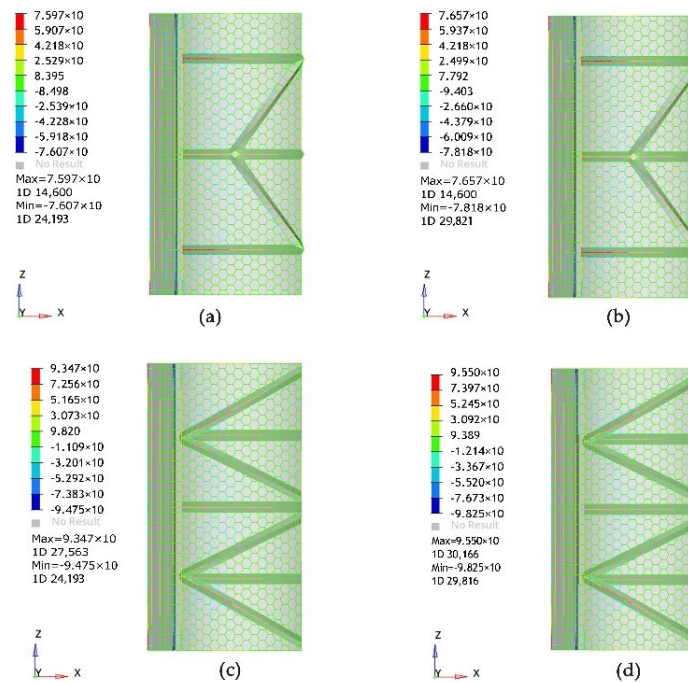 7.597×10
5.907×10
4.218×10
2.529×10
8.395
-8.498
-2.539×10
-4.228×10
-5.918×10
-7.607×10
No Result
Max=7.597×10
1D 14,600
Min=-7.607×10
1D 24,193
Z
Y X
(a)
7.657×10
5.937×10
4.218×10
2.499×10
7.792
-9.403
-2.660×10
-4.379×10
-6.009×10
-7.818×10
No Result
Max=7.657×10
1D 14,600
Min=-7.818×10
1D 29,821
Z
Y X
(b)
9.347×10
7.256×10
5.165×10
3.073×10
9.820
-1.109×10
-3.201×10
-5.292×10
-7.383×10
-9.475×10
No Result
Max=9.347×10
1D 27,563
Min=-9.475×10
1D 24,193
Z
Y X
(c)
9.550×10
7.397×10
5.245×10
3.092×10
9.389
-1.214×10
-3.367×10
-5.520×10
-7.673×10
-9.825×10
No Result
Max=9.550×10
1D 30,166
Min=-9.825×10
1D 29,816
Z
Y X
(d)